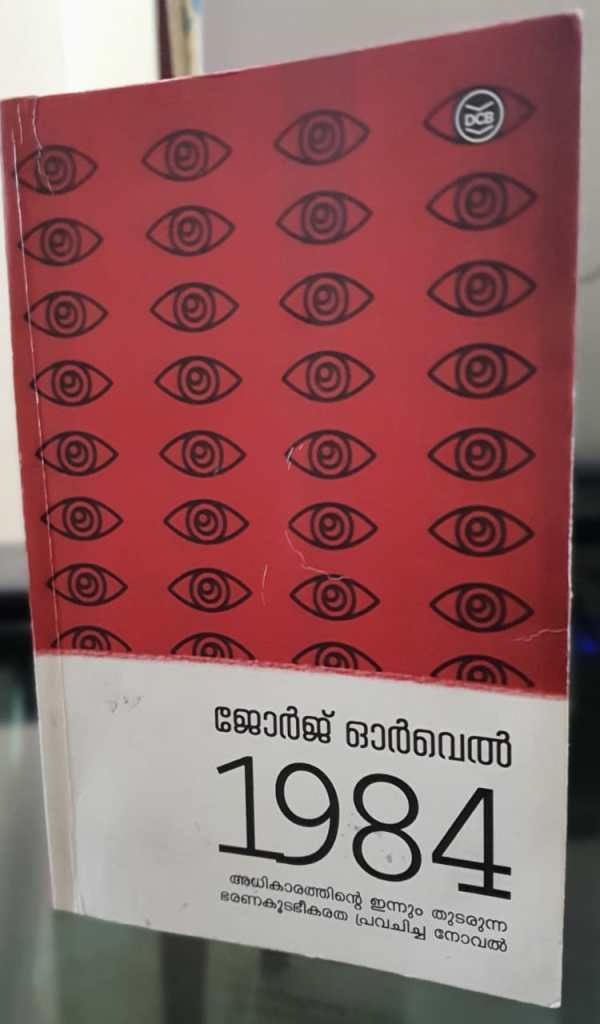 DCB
ജോർജ് ഓർവെൽ
1984
അധികാരത്തിന്റെ ഇന്നും തുടരുന്ന
ഭരണകൂടഭീകരത പ്രവചിച്ച നോവൽ